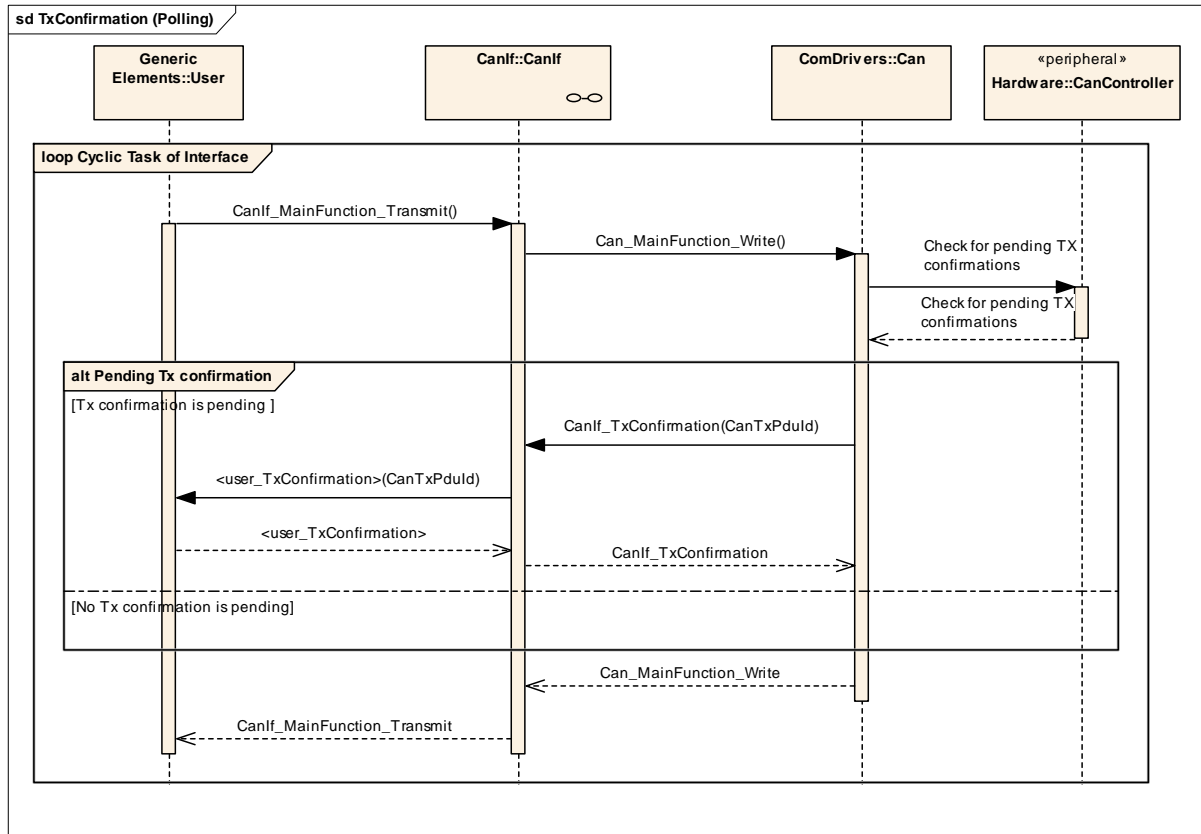 sd TxConfirmation (Polling)
Generic
Elements::User
CanIf::CanIf
ComDrivers::Can
«peripheral»
Hardware::CanController
loop Cyclic Task of Interface
CanIf_MainFunction_Transmit()
Can_MainFunction_Write()
Check for pending TX
confirmations
Check for pending TX
confirmations
alt Pending Tx confirmation
[Tx confirmation is pending ]
CanIf_TxConfirmation(CanTxPduId)
<user_TxConfirmation>(CanTxPduId)
<user_TxConfirmation>
CanIf_TxConfirmation
[No Tx confirmation is pending]
Can_MainFunction_Write
CanIf_MainFunction_Transmit